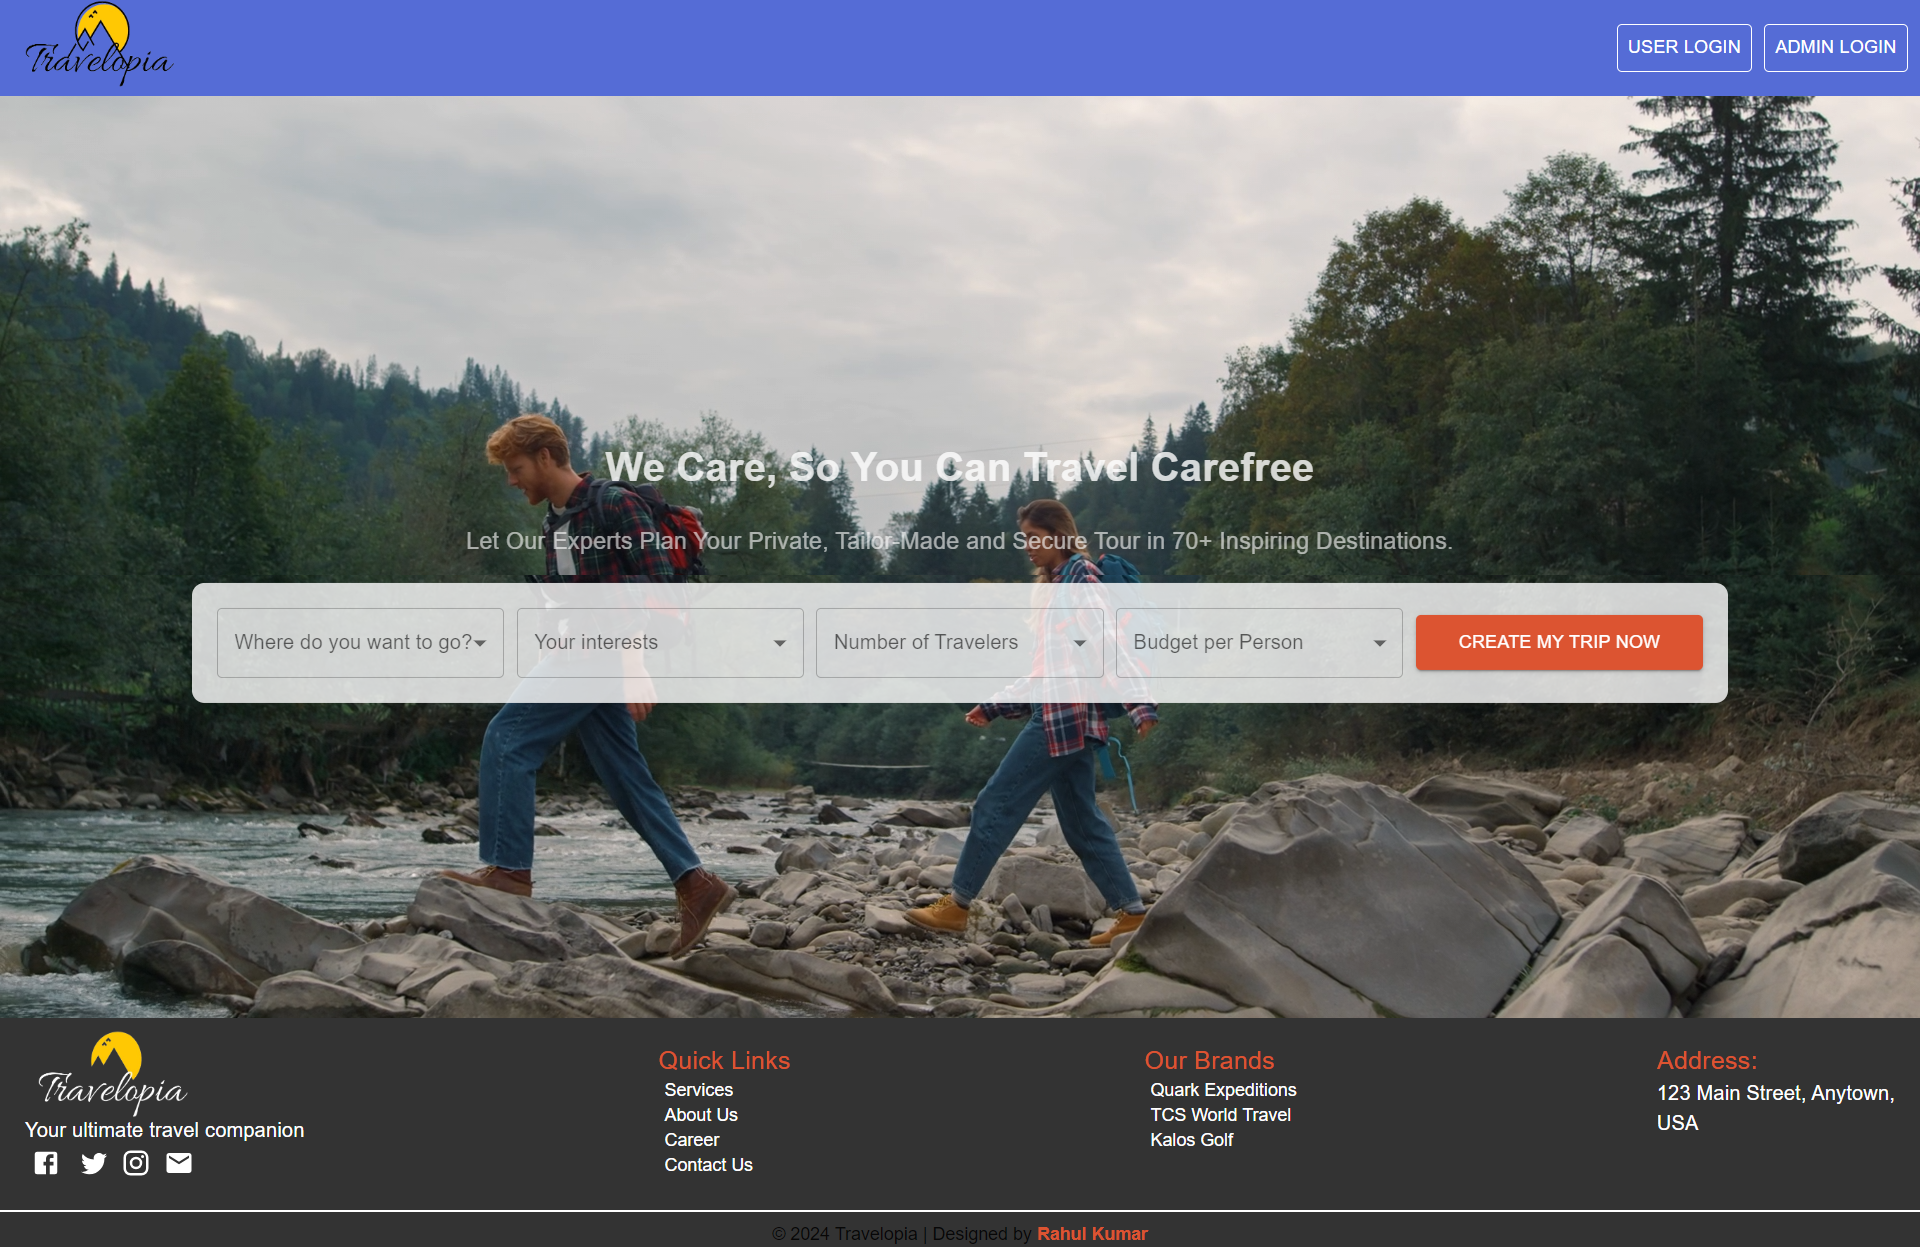 Travelopia
USER LOGIN
ADMIN LOGIN
We Care, So You Can Travel Carefree
Let Our Experts Plan Your Private, Tailor-Made and Secure Tour in 70+ Inspiring Destinations.
Where do you want to go?
Your interests
Number of Travelers
Budget per Person
CREATE MY TRIP NOW
Travelopia
Your ultimate travel companion
Quick Links
Services
About Us
Career
Contact Us
Our Brands
Quark Expeditions
TCS World Travel
Kalos Golf
Address:
123 Main Street, Anytown,
USA
© 2024 Travelopia | Designed by Rahul Kumar